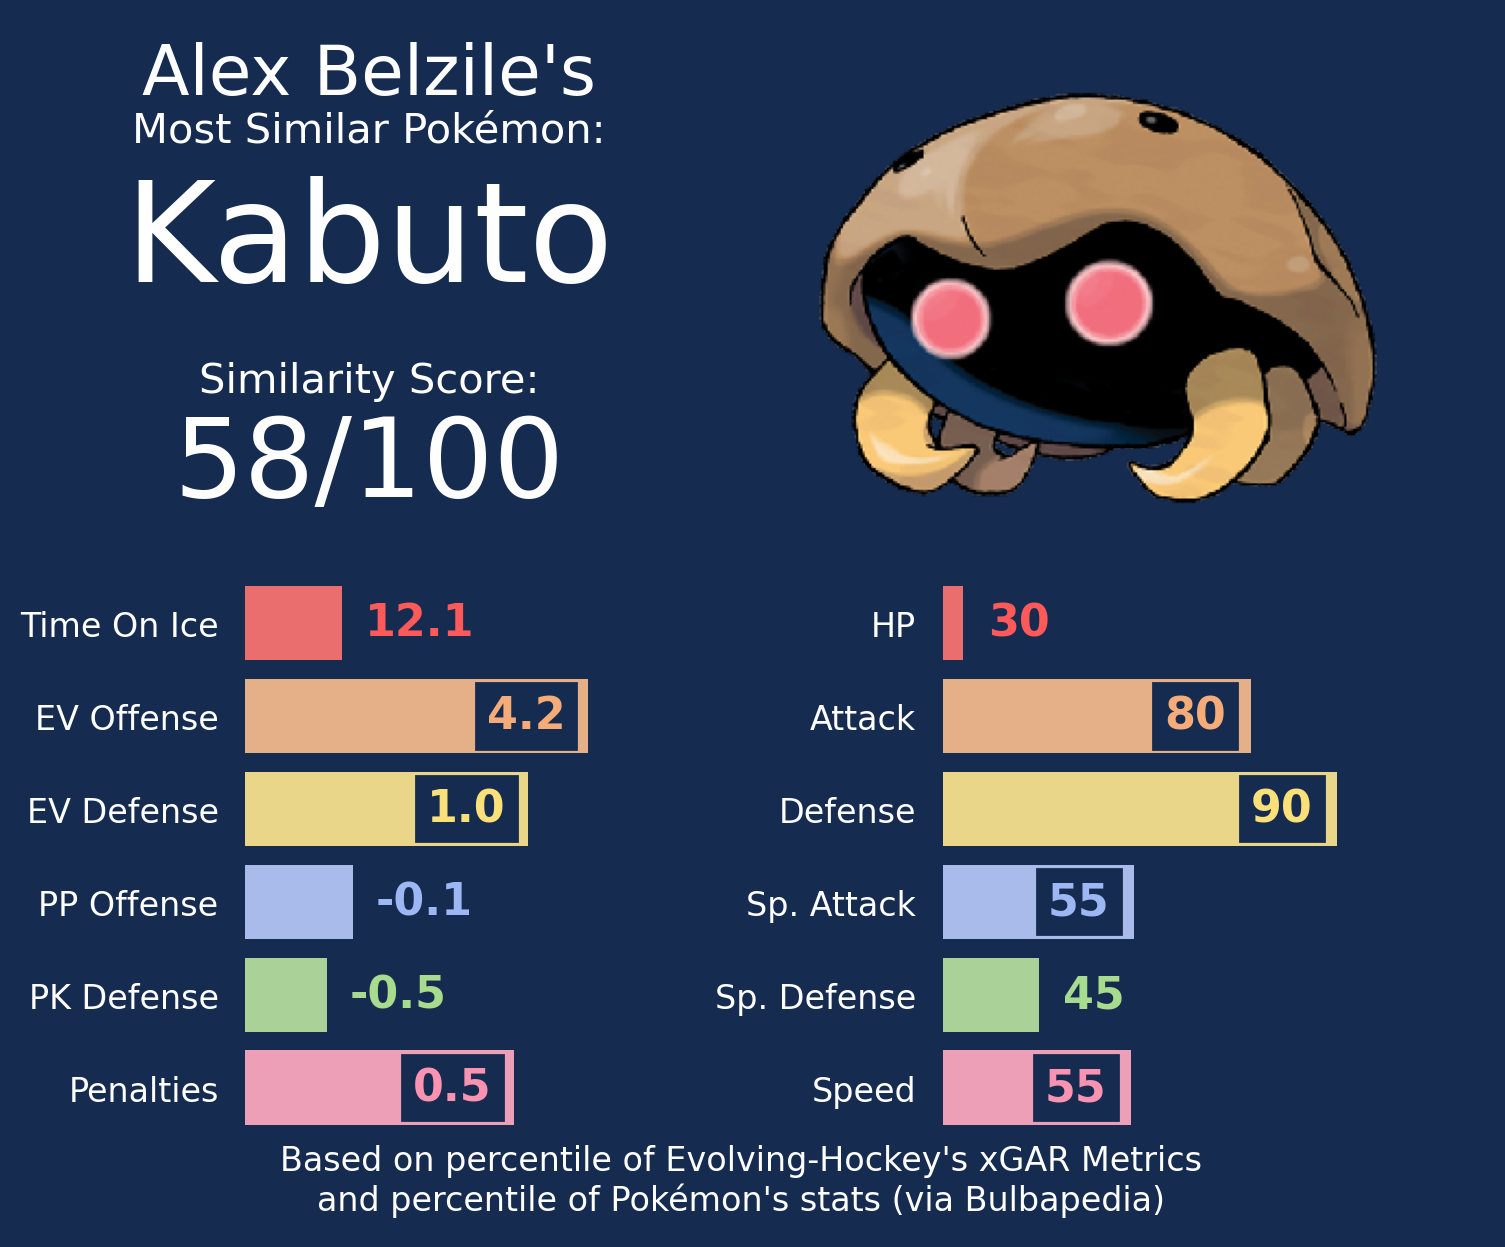 Alex Belzile's
Most Similar Pokémon:
Kabuto
Similarity Score:
58/100
Time On Ice 12.1
EV Offense 4.2
EV Defense 1.0
PP Offense -0.1
PK Defense -0.5
Penalties 0.5
HP 30
Attack 80
Defense 90
Sp. Attack 55
Sp. Defense 45
Speed 55
Based on percentile of Evolving-Hockey's xGAR Metrics
and percentile of Pokémon's stats (via Bulbapedia)